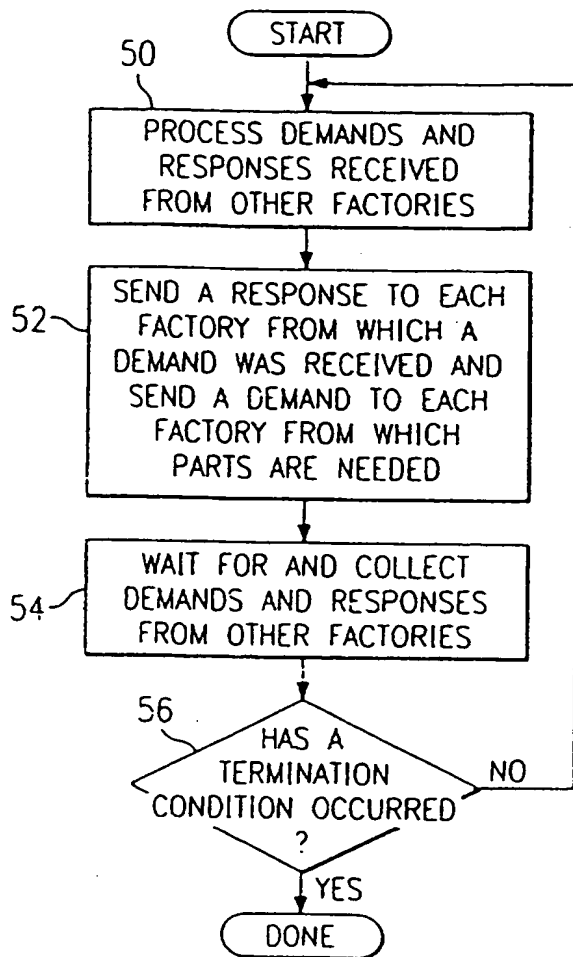 START
50
PROCESS DEMANDS AND
RESPONSES RECEIVED
FROM OTHER FACTORIES
52
SEND A RESPONSE TO EACH
FACTORY FROM WHICH A
DEMAND WAS RECEIVED AND
SEND A DEMAND TO EACH
FACTORY FROM WHICH
PARTS ARE NEEDED
54
WAIT FOR AND COLLECT
DEMANDS AND RESPONSES
FROM OTHER FACTORIES
56
HAS A
TERMINATION
CONDITION OCCURRED
?
NO
YES
DONE